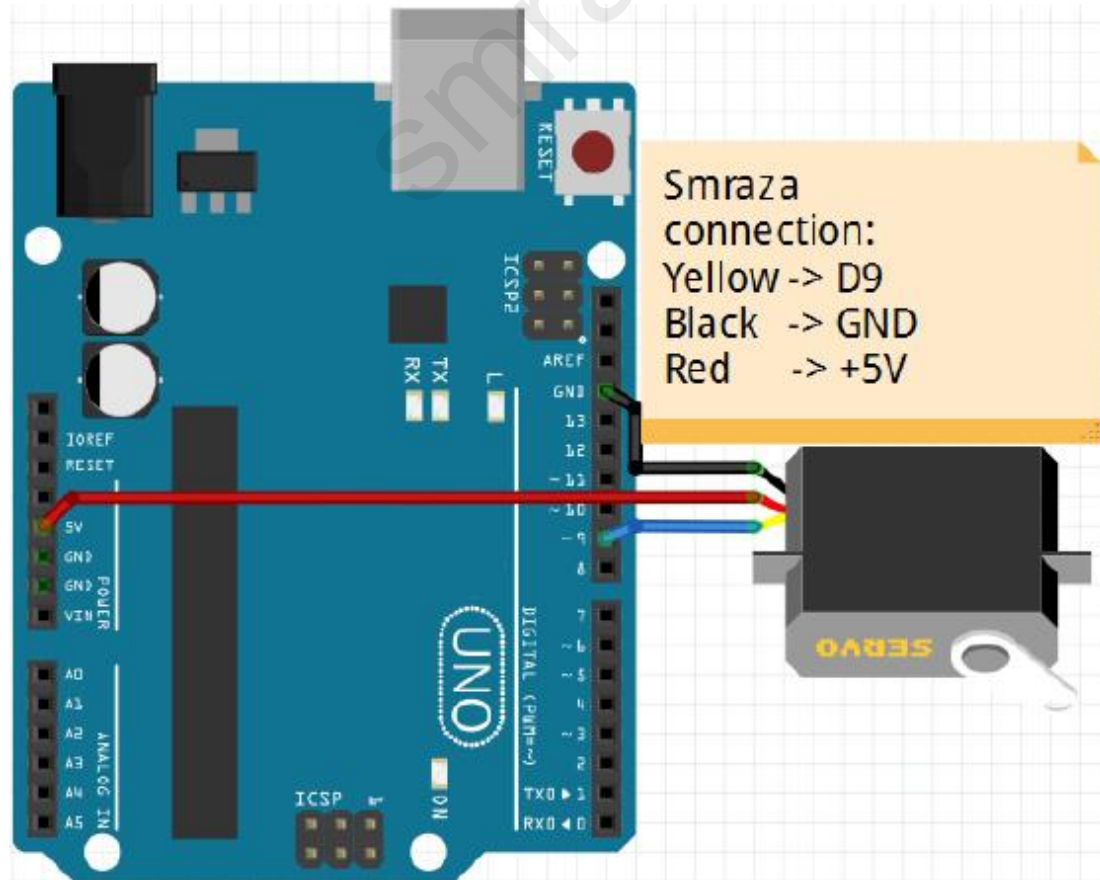 smra
RESET
Smraza
connection:
Yellow -> D9
Black -> GND
Red -> +5V
ICSP2
RX
TX
L
AREF
GND
13
12
~11
~10
~9
8
IOREF
RESET
5V
GND
GND
VIN
POWER
7
~6
~5
4
~3
2
TX0 ▶ 1
RX0 ◀ 0
DIGITAL (PWM=~)
UNO
SERVO
A0
A1
A2
A3
A4
A5
ANALOG IN
ICSP
1
ON